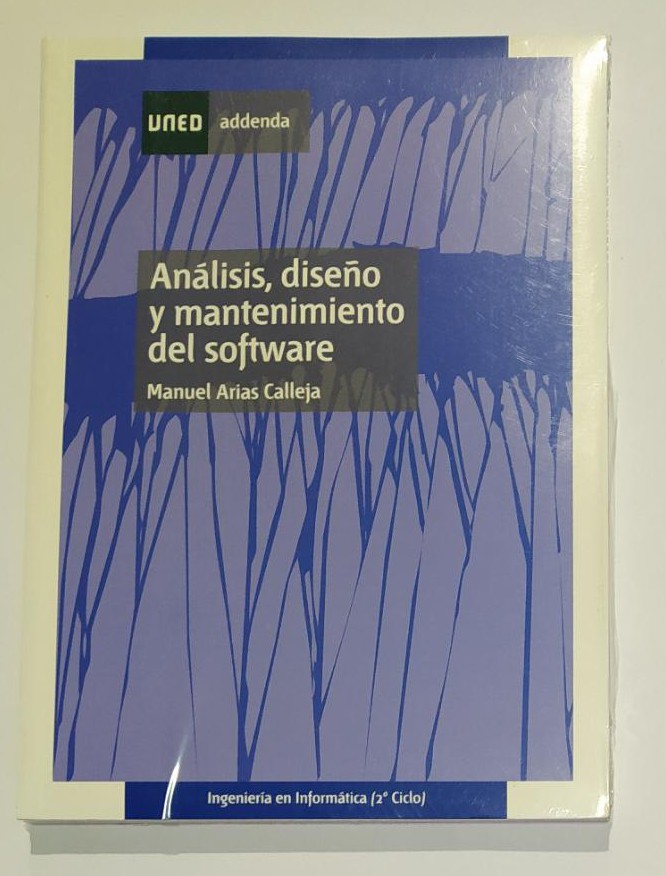 UNED addenda
Análisis, diseño
y mantenimiento
del software
Manuel Arias Calleja
Ingeniería en Informática (2º Ciclo)